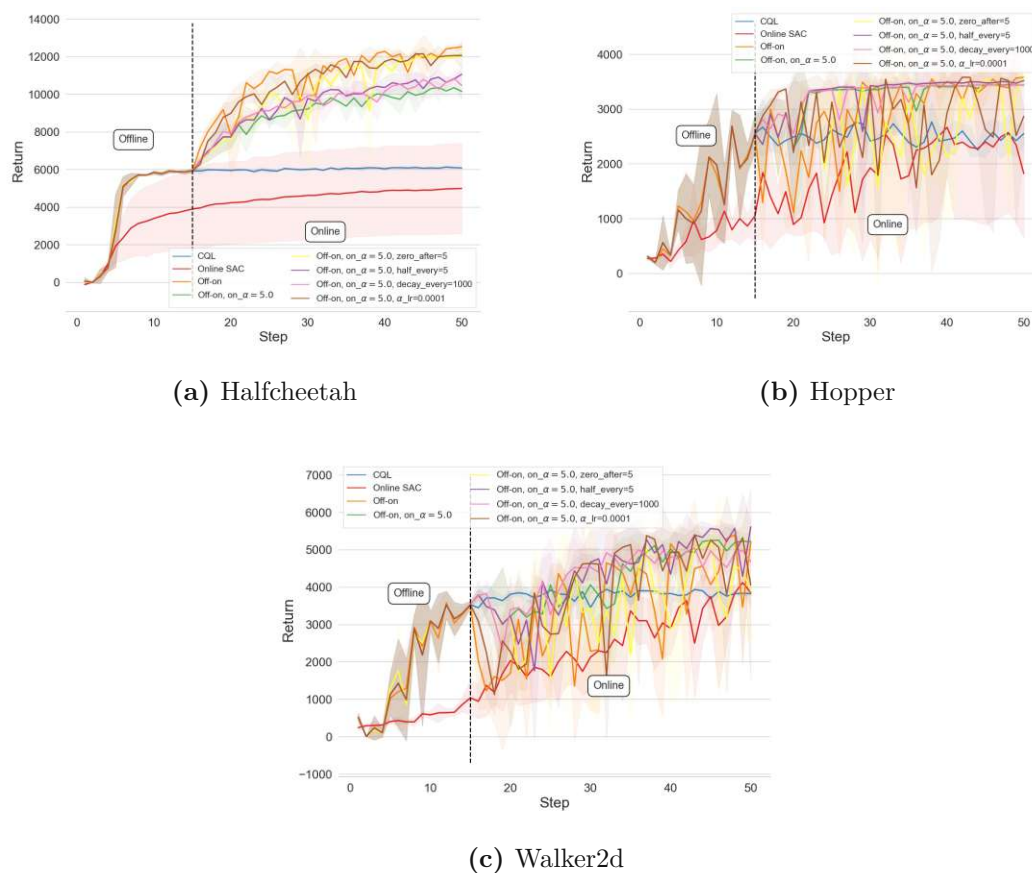 14000
12000
10000
8000
6000
4000
2000
0
Return
Offline
Online
CQL
Online SAC
Off-on
Off-on, on_α = 5.0
Off-on, on_α = 5.0, zero_after=5
Off-on, on_α = 5.0, half_every=5
Off-on, on_α = 5.0, decay_every=1000
Off-on, on_α = 5.0, α_lr=0.0001
0 10 20 30 40 50
Step
(a) Halfcheetah
4000
3000
2000
1000
0
Return
CQL
Online SAC
Off-on
Off-on, on_α = 5.0
Off-on, on_α = 5.0, zero_after=5
Off-on, on_α = 5.0, half_every=5
Off-on, on_α = 5.0, decay_every=1000
Off-on, on_α = 5.0, α_lr=0.0001
Offline
Online
0 10 20 30 40 50
Step
(b) Hopper
7000
6000
5000
4000
3000
2000
1000
0
−1000
Return
CQL
Online SAC
Off-on
Off-on, on_α = 5.0
Off-on, on_α = 5.0, zero_after=5
Off-on, on_α = 5.0, half_every=5
Off-on, on_α = 5.0, decay_every=1000
Off-on, on_α = 5.0, α_lr=0.0001
Offline
Online
0 10 20 30 40 50
Step
(c) Walker2d